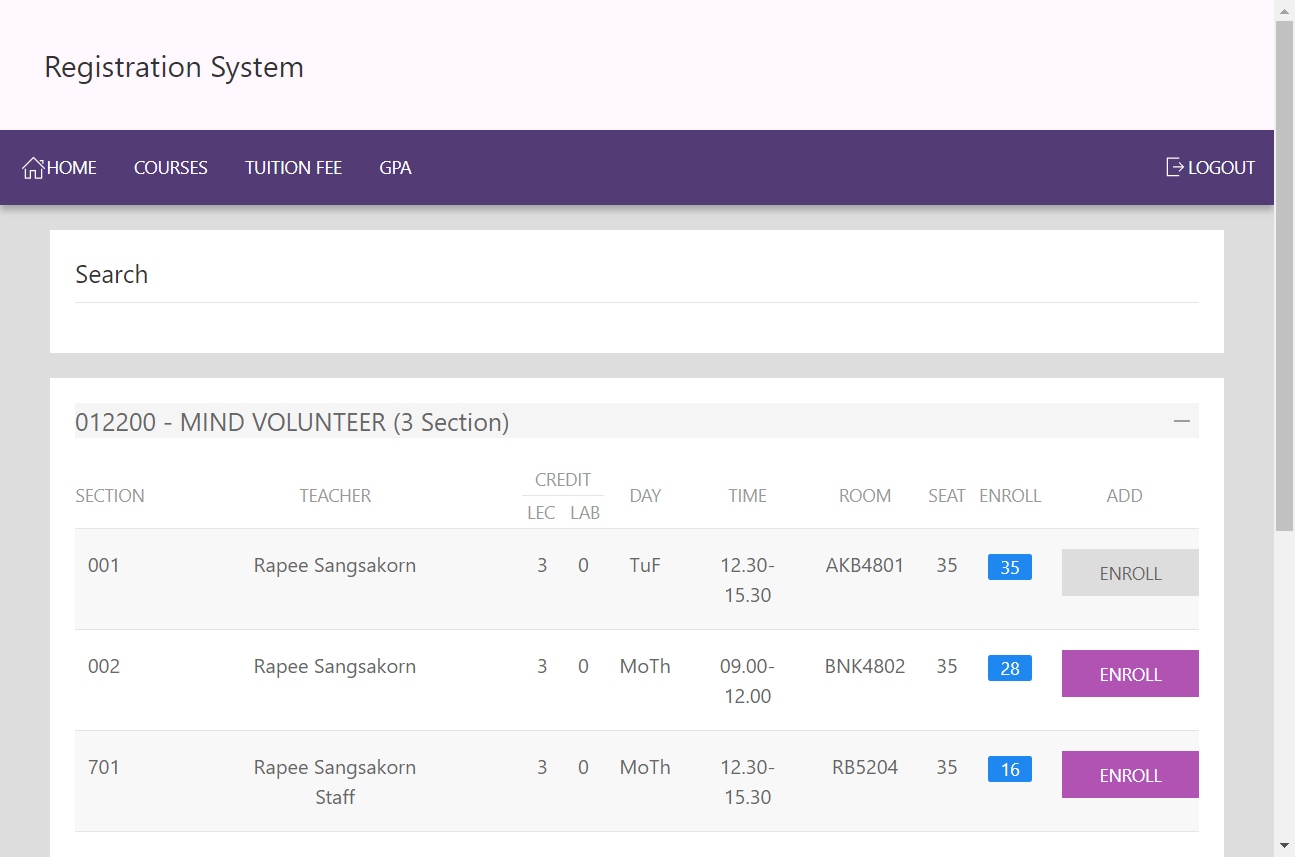 Registration System
HOME COURSES TUITION FEE GPA LOGOUT
Search
012200 - MIND VOLUNTEER (3 Section)
SECTION TEACHER CREDIT LEC LAB DAY TIME ROOM SEAT ENROLL ADD
001 Rapee Sangsakorn 3 0 TuF 12.30- AKB4801 35 35 ENROLL
15.30
002 Rapee Sangsakorn 3 0 MoTh 09.00- BNK4802 35 28 ENROLL
12.00
701 Rapee Sangsakorn 3 0 MoTh 12.30- RB5204 35 16 ENROLL
Staff 15.30